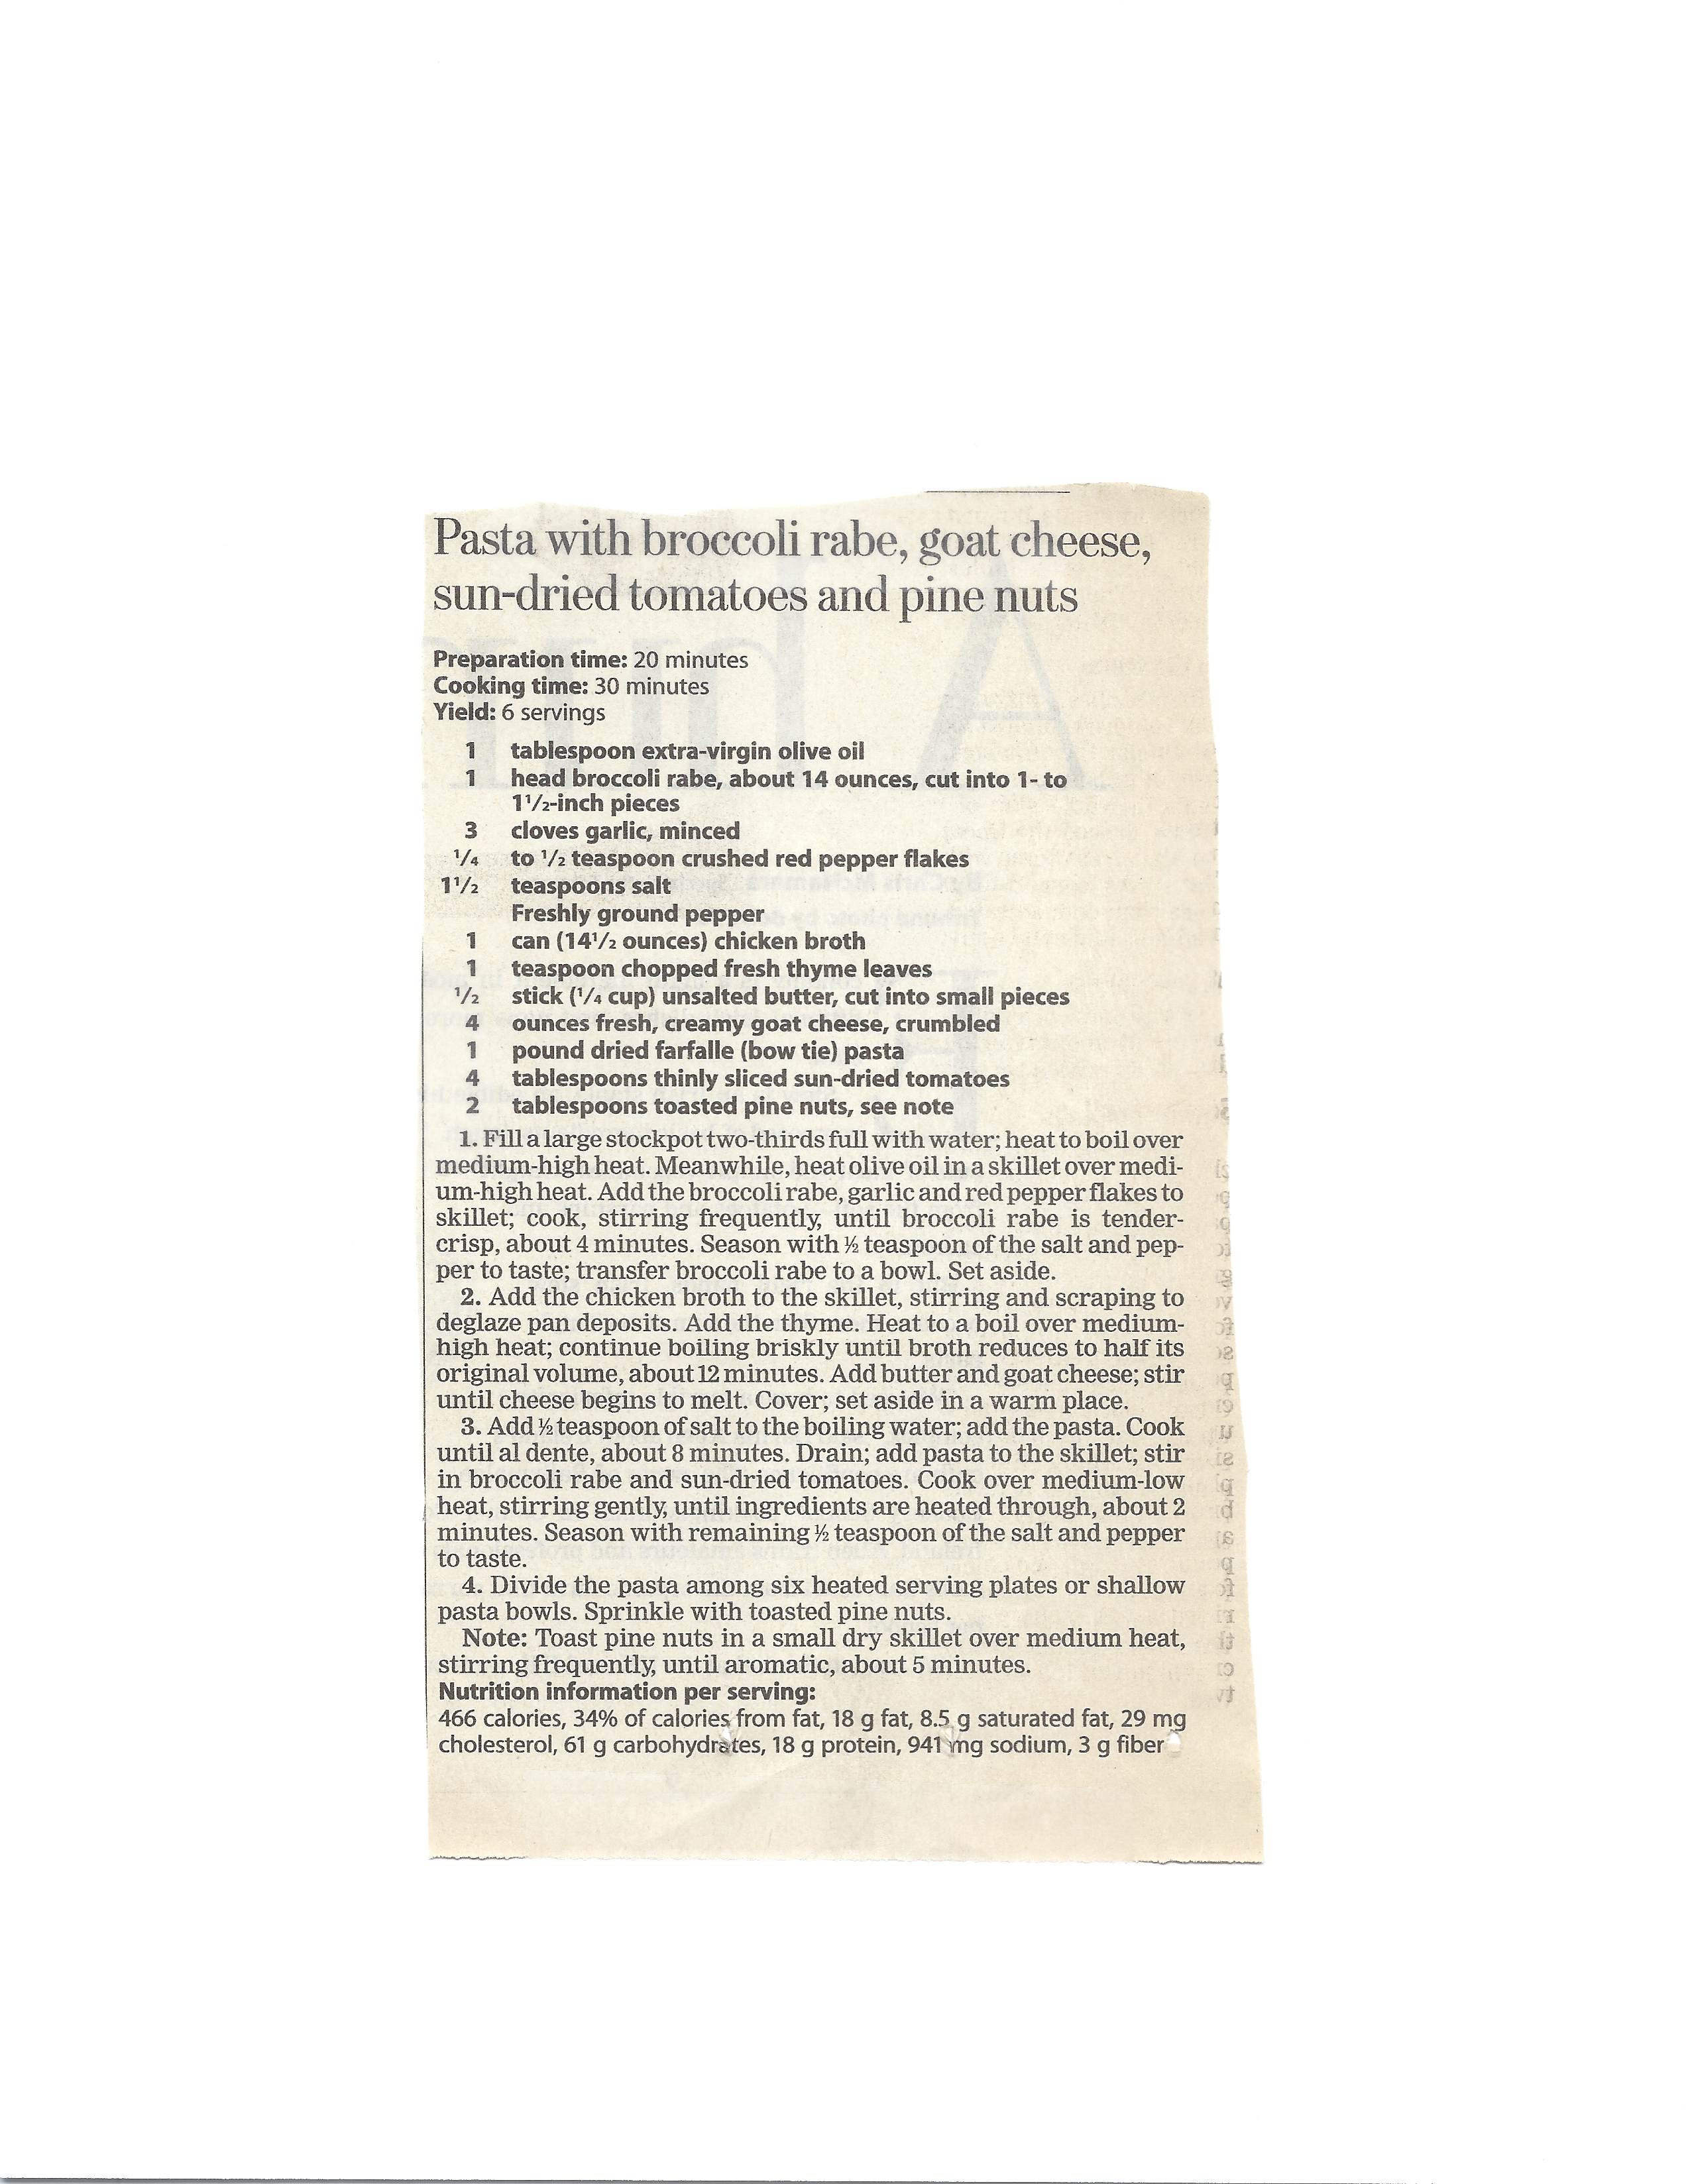 Pasta with broccoli rabe, goat cheese,
sun-dried tomatoes and pine nuts
Preparation time: 20 minutes
Cooking time: 30 minutes
Yield: 6 servings
1 tablespoon extra-virgin olive oil
1 head broccoli rabe, about 14 ounces, cut into 1- to
1 1/2-inch pieces
3 cloves garlic, minced
1/4 to 1/2 teaspoon crushed red pepper flakes
1 1/2 teaspoons salt
Freshly ground pepper
1 can (14 1/2 ounces) chicken broth
1 teaspoon chopped fresh thyme leaves
1/2 stick (1/4 cup) unsalted butter, cut into small pieces
4 ounces fresh, creamy goat cheese, crumbled
1 pound dried farfalle (bow tie) pasta
4 tablespoons thinly sliced sun-dried tomatoes
2 tablespoons toasted pine nuts, see note
1. Fill a large stockpot two-thirds full with water; heat to boil over
medium-high heat. Meanwhile, heat olive oil in a skillet over medi-
um-high heat. Add the broccoli rabe, garlic and red pepper flakes to
skillet; cook, stirring frequently, until broccoli rabe is tender-
crisp, about 4 minutes. Season with ½ teaspoon of the salt and pep-
per to taste; transfer broccoli rabe to a bowl. Set aside.
2. Add the chicken broth to the skillet, stirring and scraping to
deglaze pan deposits. Add the thyme. Heat to a boil over medium-
high heat; continue boiling briskly until broth reduces to half its
original volume, about 12 minutes. Add butter and goat cheese; stir
until cheese begins to melt. Cover; set aside in a warm place.
3. Add ½ teaspoon of salt to the boiling water; add the pasta. Cook
until al dente, about 8 minutes. Drain; add pasta to the skillet; stir
in broccoli rabe and sun-dried tomatoes. Cook over medium-low
heat, stirring gently, until ingredients are heated through, about 2
minutes. Season with remaining ½ teaspoon of the salt and pepper
to taste.
4. Divide the pasta among six heated serving plates or shallow
pasta bowls. Sprinkle with toasted pine nuts.
Note: Toast pine nuts in a small dry skillet over medium heat,
stirring frequently, until aromatic, about 5 minutes.
Nutrition information per serving:
466 calories, 34% of calories from fat, 18 g fat, 8.5 g saturated fat, 29 mg
cholesterol, 61 g carbohydrates, 18 g protein, 941 mg sodium, 3 g fiber